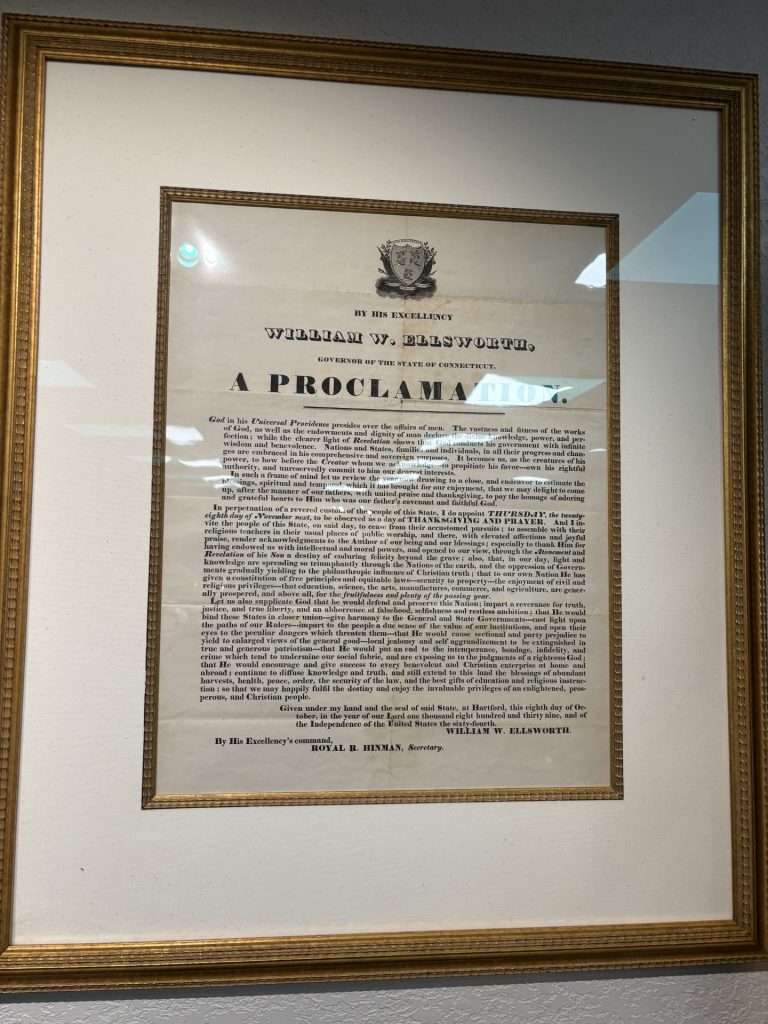 BY HIS EXCELLENCY
WILLIAM W. ELLSWORTH,
GOVERNOR OF THE STATE OF CONNECTICUT.
A PROCLAMATION.
God in his Universal Providence presides over the affairs of men. The vastness and fitness of the works
of God, as well as the endowments and dignity of man declare the divine knowledge, power, and per-
fection; while the clearer light of Revelation shows that God conducts his government with infinite
wisdom and benevolence. Nations and States, families and individuals, in all their progress and chan-
ges are embraced in his comprehensive and sovereign purposes. It becomes us, as the creatures of his
power, to bow before the Creator whom we acknowledge—to propitiate his favor---own his rightful
authority, and unreservedly commit to him our dearest interests.
In such a frame of mind let us review the year now drawing to a close, and endeavor to estimate the
blessings, spiritual and temporal, which it has brought for our enjoyment, that we may delight to come
up, after the manner of our fathers, with united praise and thanksgiving, to pay the homage of adoring
and grateful hearts to Him who was our father's covenant and faithful God.
In perpetuation of a revered custom of the people of this State, I do appoint THURSDAY, the twenty-
eighth day of November next, to be observed as a day of THANKSGIVING AND PRAYER. And I in-
vite the people of this State, on said day, to cease from their accustomed pursuits; to assemble with their
religious teachers in their usual places of public worship, and there, with elevated affections and joyful
praise, render acknowledgments to the Author of our being and our blessings; especially to thank Him for
having endowed us with intellectual and moral powers, and opened to our view, through the Atonement and
Revelation of his Son a destiny of enduring felicity beyond the grave; also, that, in our day, light and
knowledge are spreading so triumphantly through the Nations of the earth, and the oppression of Govern-
ments gradually yielding to the philanthropic influence of Christian truth; that to our own Nation He has
given a constitution of free principles and equitable laws---security to property---the enjoyment of civil and
religious privileges---that education, science, the arts, manufactures, commerce, and agriculture, are gener-
ally prospered, and above all, for the fruitfulness and plenty of the passing year.
Let us also supplicate God that he would defend and preserve this Nation; impart a reverance for truth,
justice, and true liberty, and an abhorrence of falsehood, selfishness and restless ambition; that He would
bind these States in closer union---give harmony to the General and State Governments---cast light upon
the paths of our Rulers---impart to the people a due sense of the value of our institutions, and open their
eyes to the peculiar dangers which threaten them---that He would cause sectional and party prejudice to
yield to enlarged views of the general good---local jealousy and self aggrandizement to be extinguished in
true and generous patriotism---that He would put an end to the intemperance, bondage, infidelity, and
crime which tend to undermine our social fabric, and are exposing us to the judgments of a righteous God;
that He would encourage and give success to every benevolent and Christian enterprise at home and
abroad; continue to diffuse knowledge and truth, and still extend to this land the blessings of abundant
harvests, health, peace, order, the security of the law, and the best gifts of education and religious instruc-
tion; so that we may happily fulfil the destiny and enjoy the invaluable privileges of an enlightened, pros-
perous, and Christian people.
Given under my hand and the seal of said State, at Hartford, this eighth day of Oc-
tober, in the year of our Lord one thousand eight hundred and thirty nine, and of
the Independence of the United States the sixty-fourth.
WILLIAM W. ELLSWORTH.
By His Excellency's command,
ROYAL R. HINMAN, Secretary.